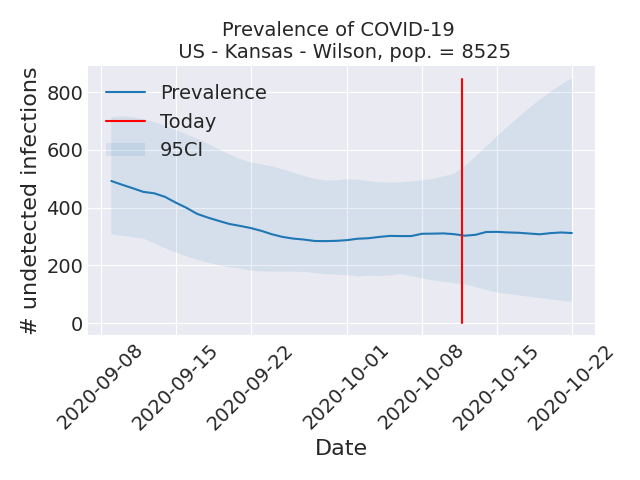 Prevalence of COVID-19
US - Kansas - Wilson, pop. = 8525
# undetected infections
800
600
400
200
0
Prevalence
Today
95CI
2020-09-08
2020-09-15
2020-09-22
2020-10-01
2020-10-08
2020-10-15
2020-10-22
Date